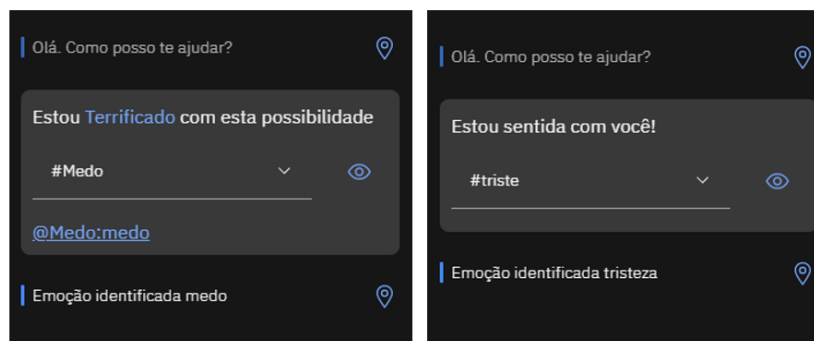 Olá. Como posso te ajudar?
Estou Terrificado com esta possibilidade
#Medo
@Medo:medo
Emoção identificada medo
Olá. Como posso te ajudar?
Estou sentida com você!
#triste
Emoção identificada tristeza